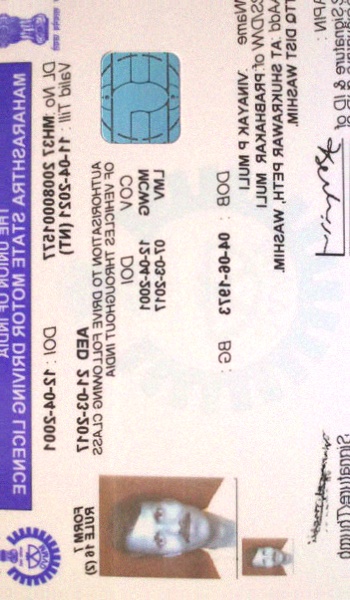 THE UNION OF INDIA
MAHARASHTRA STATE MOTOR DRIVING LICENCE
DL No : MH37 20080001577 DOI : 12-04-2001
Valid Till : 11-04-2021 (NT) AED 21-03-2017
FORM 7
RULE 16 (2)
AUTHORISATION TO DRIVE FOLLOWING CLASS
OF VEHICLES THROUGHUT INDIA
COV DOI
MCWG 12-04-2001
LMV 07-03-2017
DOB : 04-06-1973 BG :
Name : VINAYAK P MULI
S/D/W of : PRABHAKAR MULI
Add : AT. KHUSHI PARWAR PETH, WASHIM.
DIST WASHIM.
PIN :
Signature & ID of
Signature/Thumb